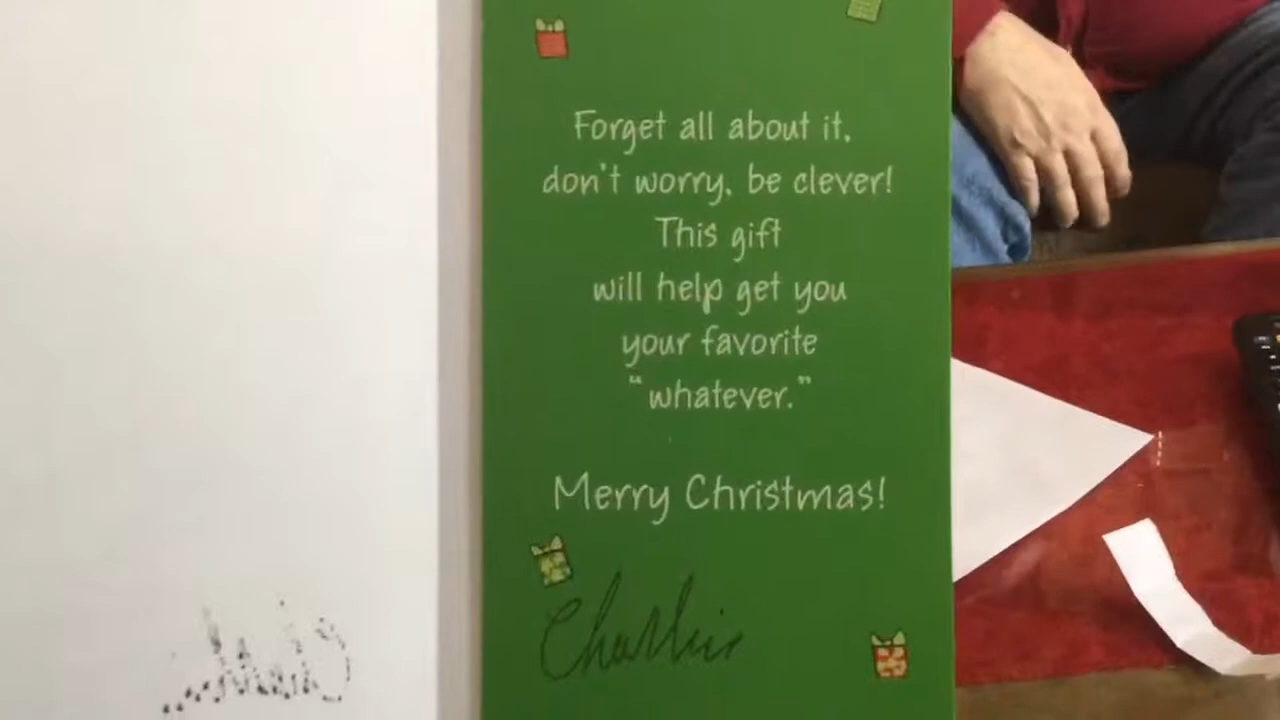 Forget all about it,
don't worry, be clever!
This gift
will help get you
your favorite
“whatever.”
Merry Christmas!
Charlie